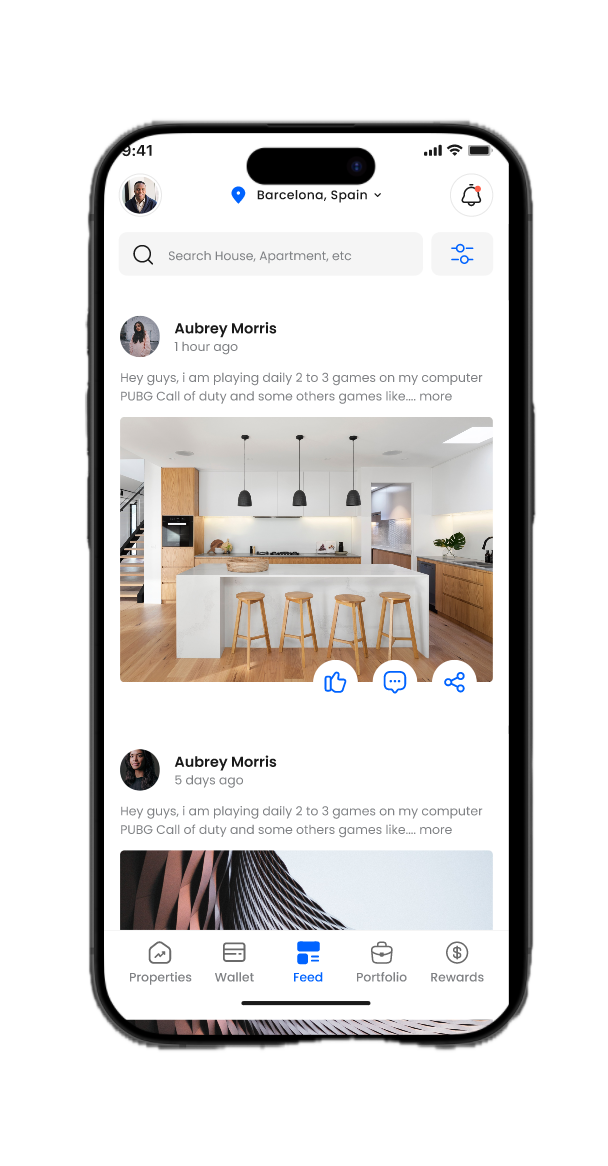 9:41
Barcelona, Spain
Search House, Apartment, etc
Aubrey Morris
1 hour ago
Hey guys, i am playing daily 2 to 3 games on my computer
PUBG Call of duty and some others games like.... more
Aubrey Morris
5 days ago
Hey guys, i am playing daily 2 to 3 games on my computer
PUBG Call of duty and some others games like.... more
Properties Wallet Feed Portfolio Rewards